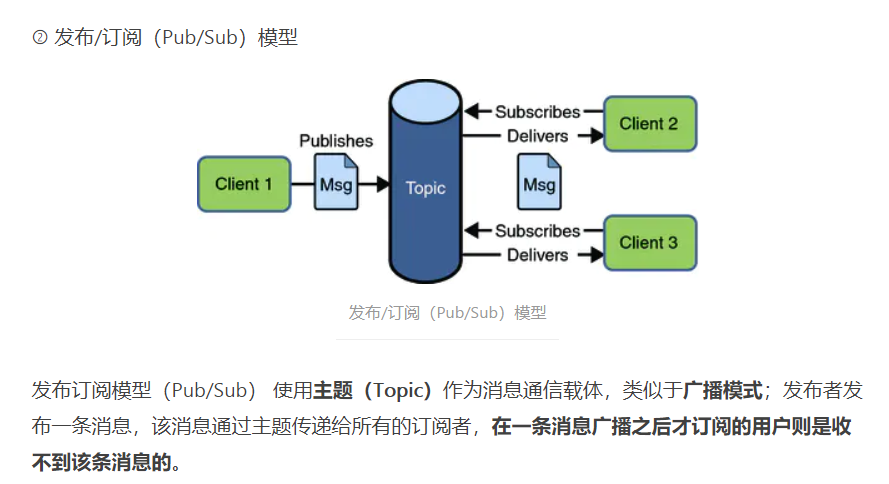 ② 发布/订阅（Pub/Sub）模型
Publishes
Client 1
Msg
Topic
Subscribes
Delivers
Client 2
Msg
Subscribes
Delivers
Client 3
发布/订阅（Pub/Sub）模型
发布订阅模型（Pub/Sub） 使用主题（Topic）作为消息通信载体，类似于广播模式；发布者发
布一条消息，该消息通过主题传递给所有的订阅者，在一条消息广播之后才订阅的用户则是收
不到该条消息的。